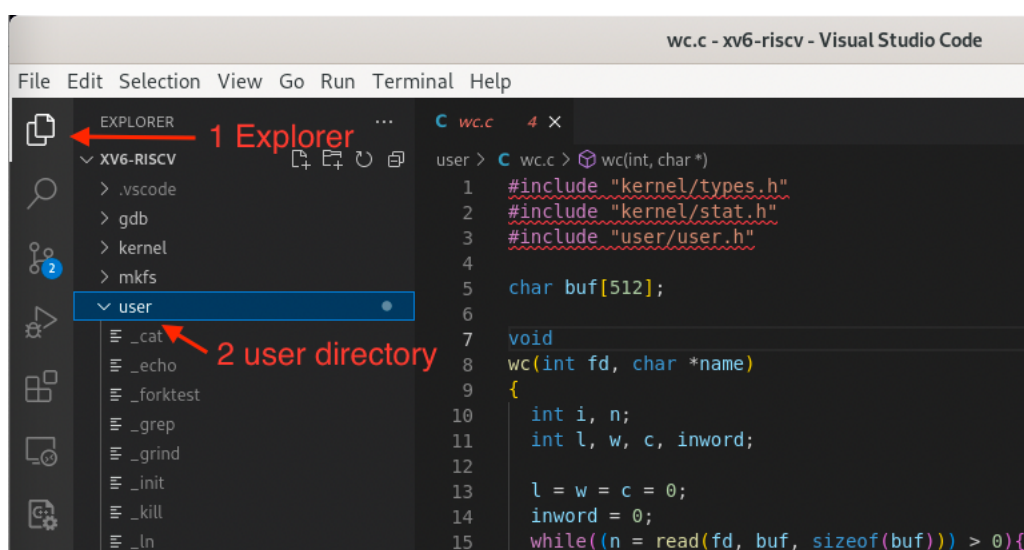 wc.c - xv6-riscv - Visual Studio Code
File Edit Selection View Go Run Terminal Help
EXPLORER ...
1 Explorer
XV6-RISCV
> .vscode
> gdb
> kernel
> mkfs
user
_cat
2 user directory
_echo
_forktest
_grep
_grind
_init
_kill
_ln
2
C wc.c 4 ×
user > C wc.c > wc(int, char *)
1 #include "kernel/types.h"
2 #include "kernel/stat.h"
3 #include "user/user.h"
4
5 char buf[512];
6
7 void
8 wc(int fd, char *name)
9 {
10 int i, n;
11 int l, w, c, inword;
12
13 l = w = c = 0;
14 inword = 0;
15 while((n = read(fd, buf, sizeof(buf))) > 0){